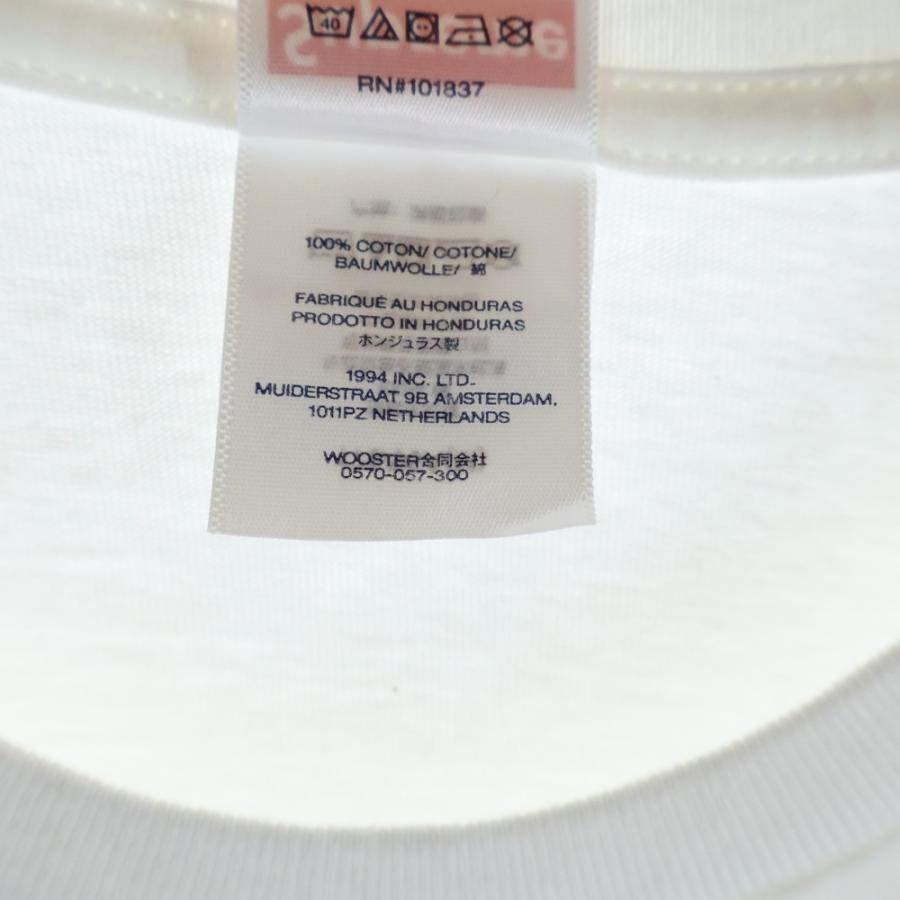 40
RN#101837
100% COTON/ COTONE/
BAUMWOLLE/ 綿
FABRIQUÉ AU HONDURAS
PRODOTTO IN HONDURAS
ホンジュラス製
1994 INC. LTD.
MUIDERSTRAAT 9B AMSTERDAM,
1011PZ NETHERLANDS
WOOSTER合同会社
0570-057-300